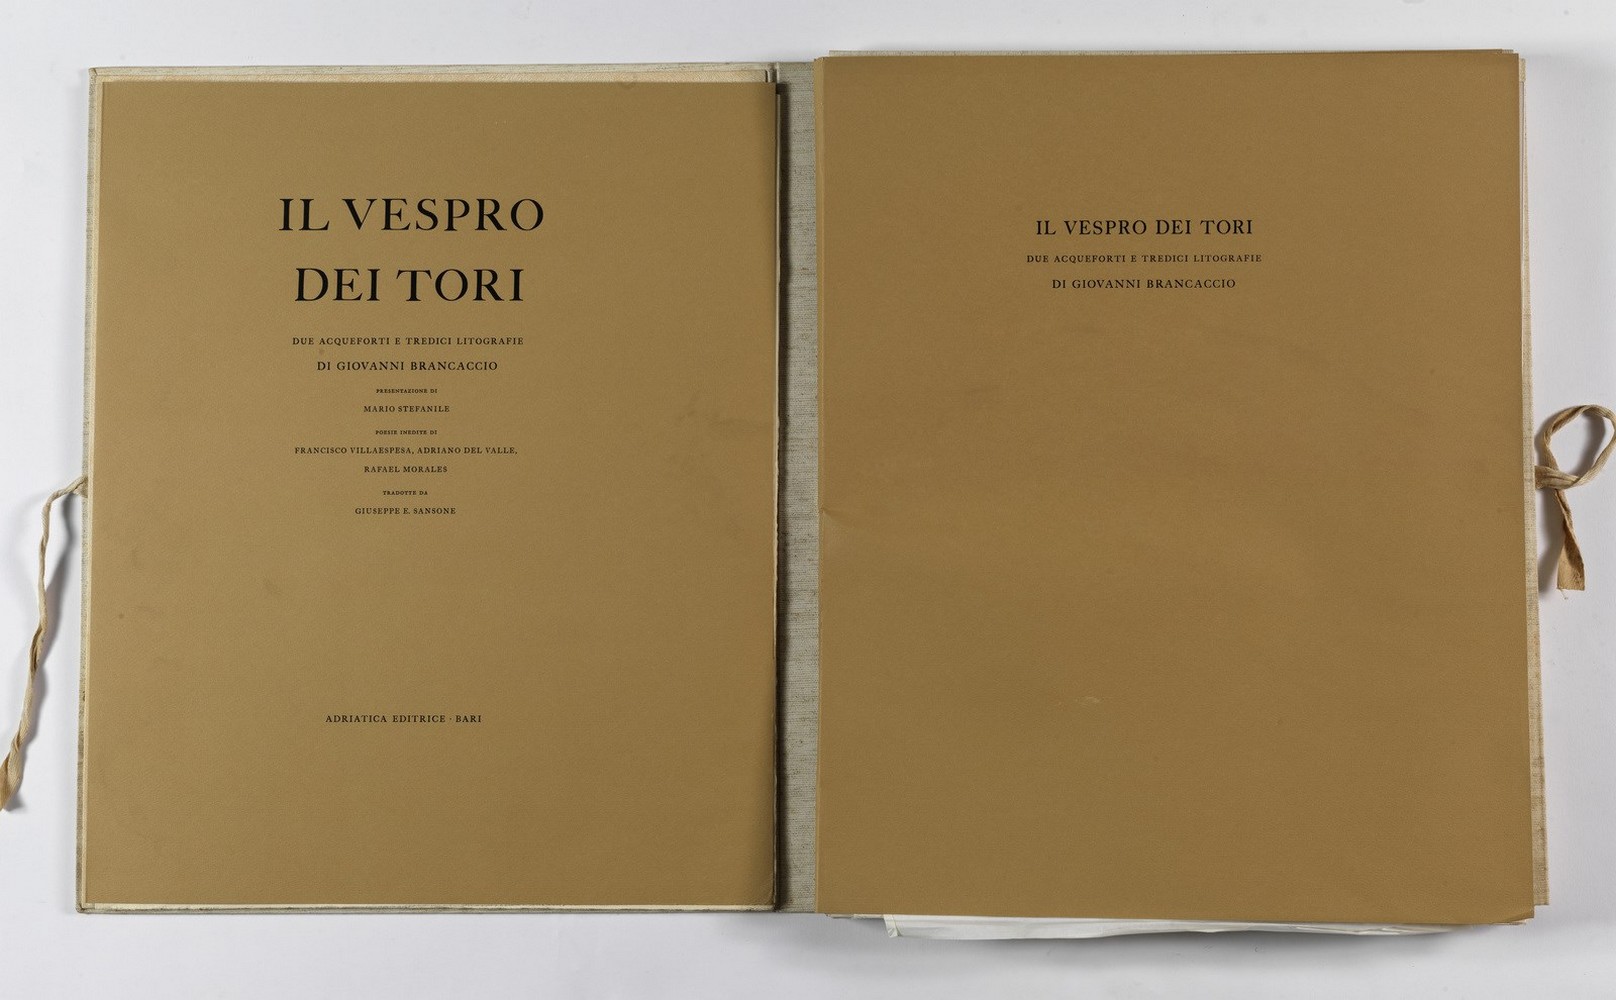 IL VESPRO
DEI TORI
DUE ACQUEFORTI E TREDICI LITOGRAFIE
DI GIOVANNI BRANCACCIO
PRESENTAZIONE DI
MARIO STEFANILE
POESIE INEDITE DI
FRANCISCO VILLAESPESA, ADRIANO DEL VALLE,
RAFAEL MORALES
TRADOTTE DA
GIUSEPPE E. SANSONE
ADRIATICA EDITRICE · BARI
IL VESPRO DEI TORI
DUE ACQUEFORTI E TREDICI LITOGRAFIE
DI GIOVANNI BRANCACCIO